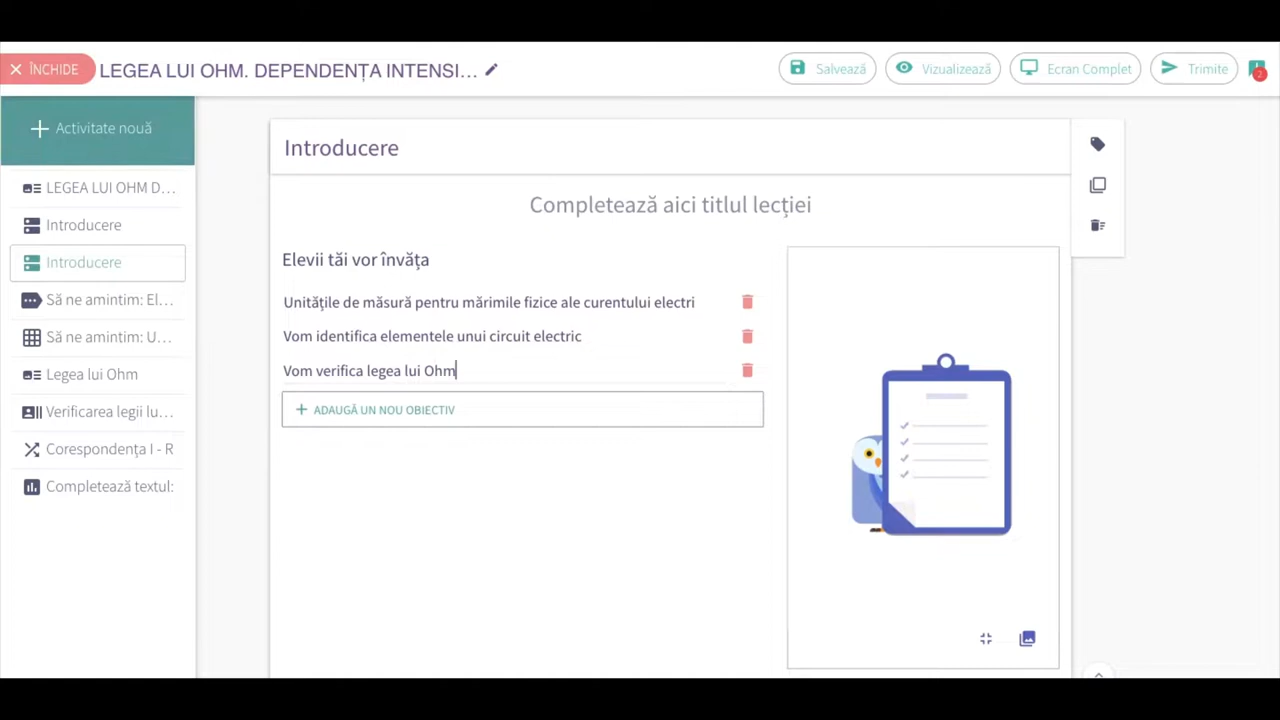 ÎNCHIDE
LEGEA LUI OHM. DEPENDENȚA INTENSI...
Salvează
Vizualizează
Ecran Complet
Trimite
2
Activitate nouă
LEGEA LUI OHM D...
Introducere
Introducere
Să ne amintim: El...
Să ne amintim: U...
Legea lui Ohm
Verificarea legii lu...
Corespondența I - R
Completează textul:
Introducere
Completează aici titlul lecției
Elevii tăi vor învăța
Unitățile de măsură pentru mărimile fizice ale curentului electri
Vom identifica elementele unui circuit electric
Vom verifica legea lui Ohm
+ ADAUGĂ UN NOU OBIECTIV